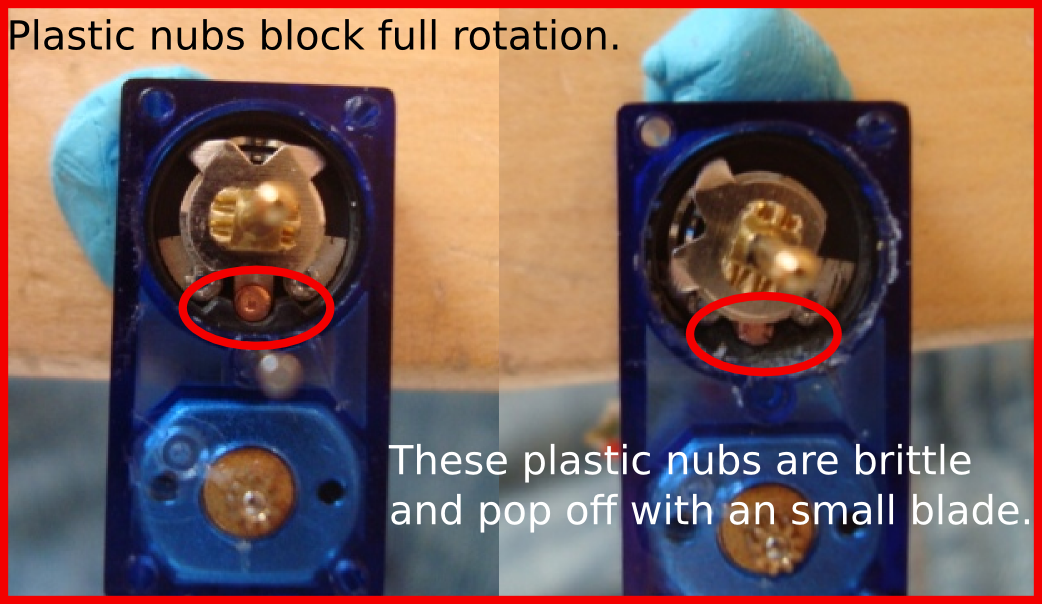 Plastic nubs block full rotation.
These plastic nubs are brittle
and pop off with an small blade.